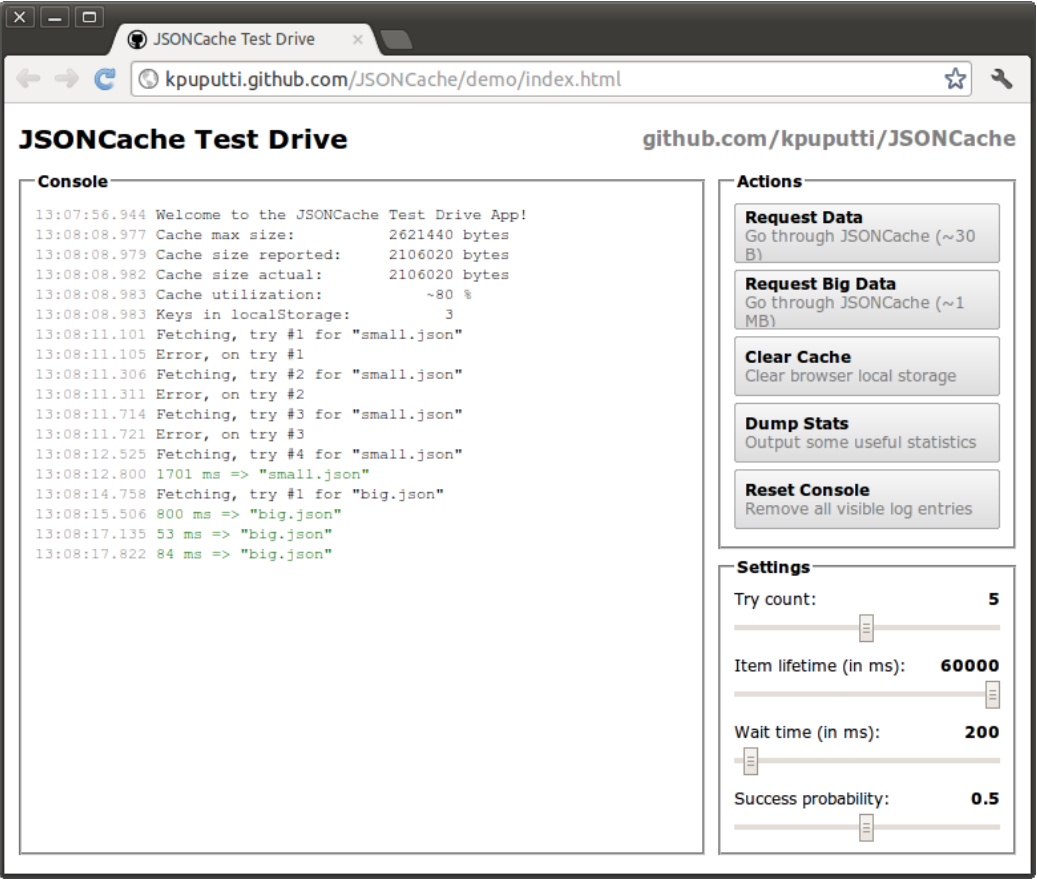 JSONCache Test Drive
kpuputti.github.com/JSONCache/demo/index.html
JSONCache Test Drive
github.com/kpuputti/JSONCache
Console
13:07:56.944 Welcome to the JSONCache Test Drive App!
13:08:08.977 Cache max size: 2621440 bytes
13:08:08.979 Cache size reported: 2106020 bytes
13:08:08.982 Cache size actual: 2106020 bytes
13:08:08.983 Cache utilization: ~80 %
13:08:08.983 Keys in localStorage: 3
13:08:11.101 Fetching, try #1 for "small.json"
13:08:11.105 Error, on try #1
13:08:11.306 Fetching, try #2 for "small.json"
13:08:11.311 Error, on try #2
13:08:11.714 Fetching, try #3 for "small.json"
13:08:11.721 Error, on try #3
13:08:12.525 Fetching, try #4 for "small.json"
13:08:12.800 1701 ms => "small.json"
13:08:14.758 Fetching, try #1 for "big.json"
13:08:15.506 800 ms => "big.json"
13:08:17.135 53 ms => "big.json"
13:08:17.822 84 ms => "big.json"
Actions
Request Data
Go through JSONCache (~30
B)
Request Big Data
Go through JSONCache (~1
MB)
Clear Cache
Clear browser local storage
Dump Stats
Output some useful statistics
Reset Console
Remove all visible log entries
Settings
Try count: 5
Item lifetime (in ms): 60000
Wait time (in ms): 200
Success probability: 0.5